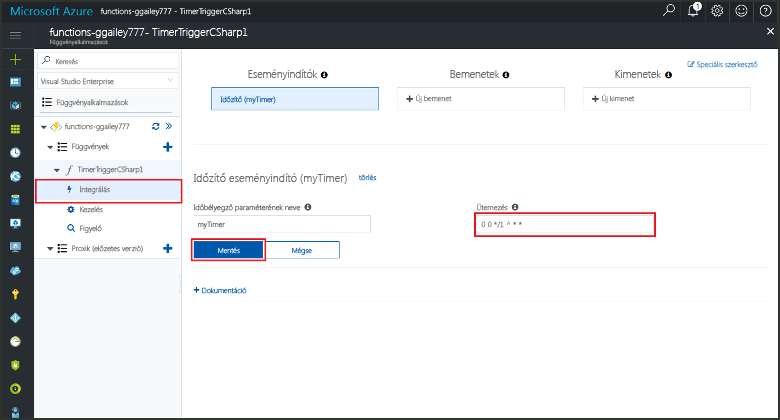 Microsoft Azure functions-ggailey777 - TimerTriggerCSharp1
1
functions-ggailey777- TimerTriggerCSharp1
Függvényalkalmazások
Keresés
Visual Studio Enterprise
Függvényalkalmazások
functions-ggailey777
Függvények
TimerTriggerCSharp1
Integrálás
Kezelés
Figyelő
Proxik (előzetes verzió)
Speciális szerkesztő
Eseményindítók
Bemenetek
Kimenetek
Időzítő (myTimer)
+ Új bemenet
+ Új kimenet
Időzítő eseményindító (myTimer) törlés
Időbélyegző paraméterének neve
Ütemezés
myTimer
0 0 */1 ^ * *
Mentés
Mégse
+ Dokumentáció